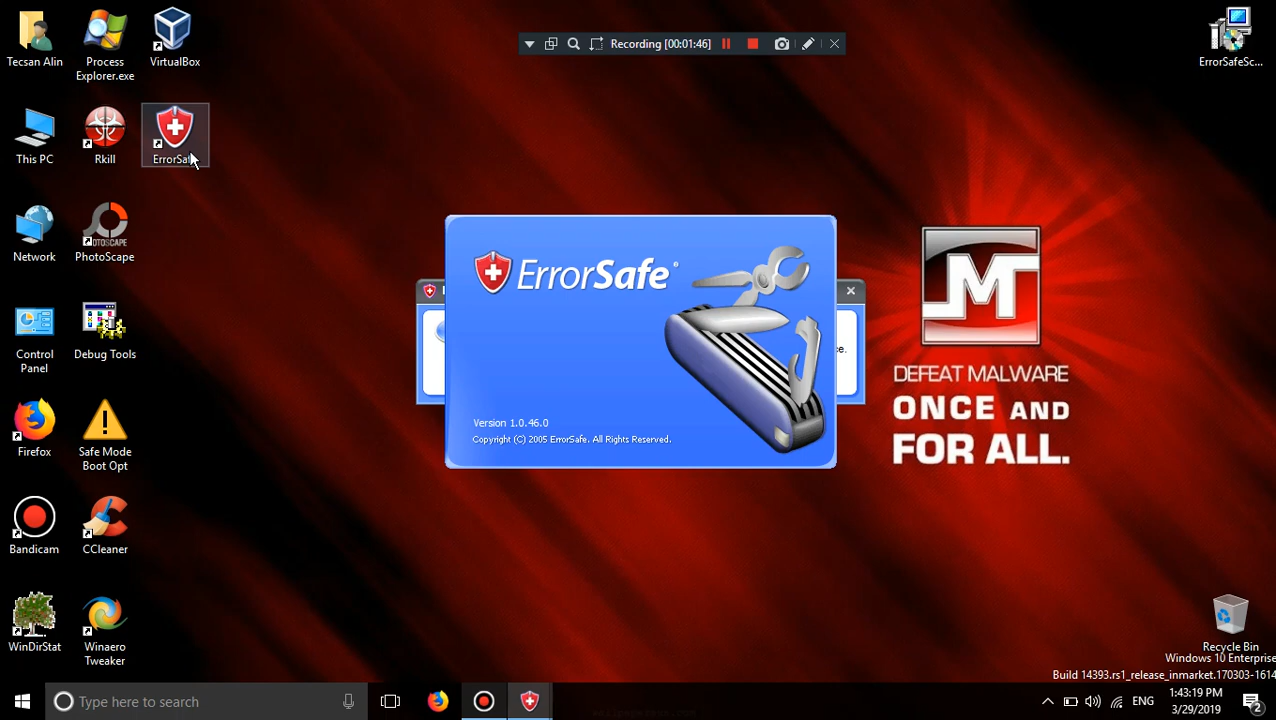 Recording [00:01:46]
Tecsan Alin
Process
Explorer.exe
VirtualBox
ErrorSafeSc...
This PC
Rkill
ErrorSafe
Network
PhotoScape
Control
Panel
Debug Tools
Firefox
Safe Mode
Boot Opt
Bandicam
CCleaner
WinDirStat
Winaero
Tweaker
ErrorSafe®
Version 1.0.46.0
Copyright (C) 2005 ErrorSafe. All Rights Reserved.
ce.
M
DEFEAT MALWARE
ONCE AND
FOR ALL.
Recycle Bin
Windows 10 Enterprise
Build 14393.rs1_release_inmarket.170303-1614
Type here to search
ENG
1:43:19 PM
3/29/2019
2